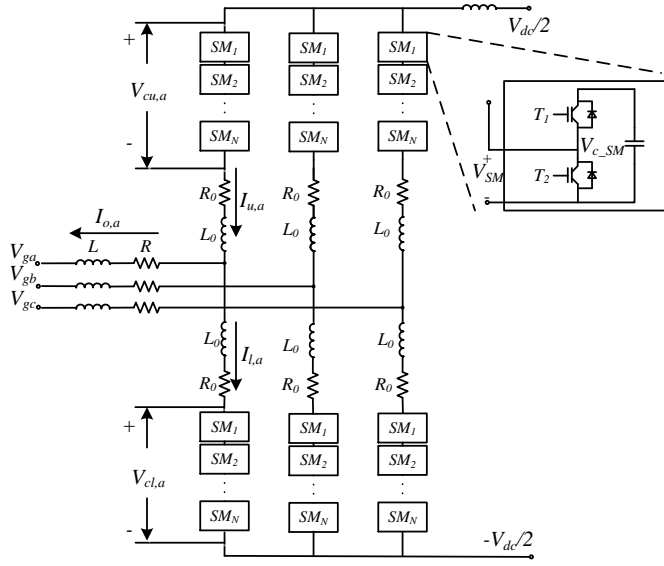 V_dc/2
+
V_cu,a
-
SM_1 SM_1 SM_1
SM_2 SM_2 SM_2
SM_N SM_N SM_N
T_1
T_2
V_c_SM
+
V_SM
-
R_0 R_0 R_0
I_u,a
L_0 L_0 L_0
I_o,a
L R
V_ga
V_gb
V_gc
L_0 L_0 L_0
I_l,a
R_0 R_0 R_0
+
V_cl,a
-
SM_1 SM_1 SM_1
SM_2 SM_2 SM_2
SM_N SM_N SM_N
-V_dc/2